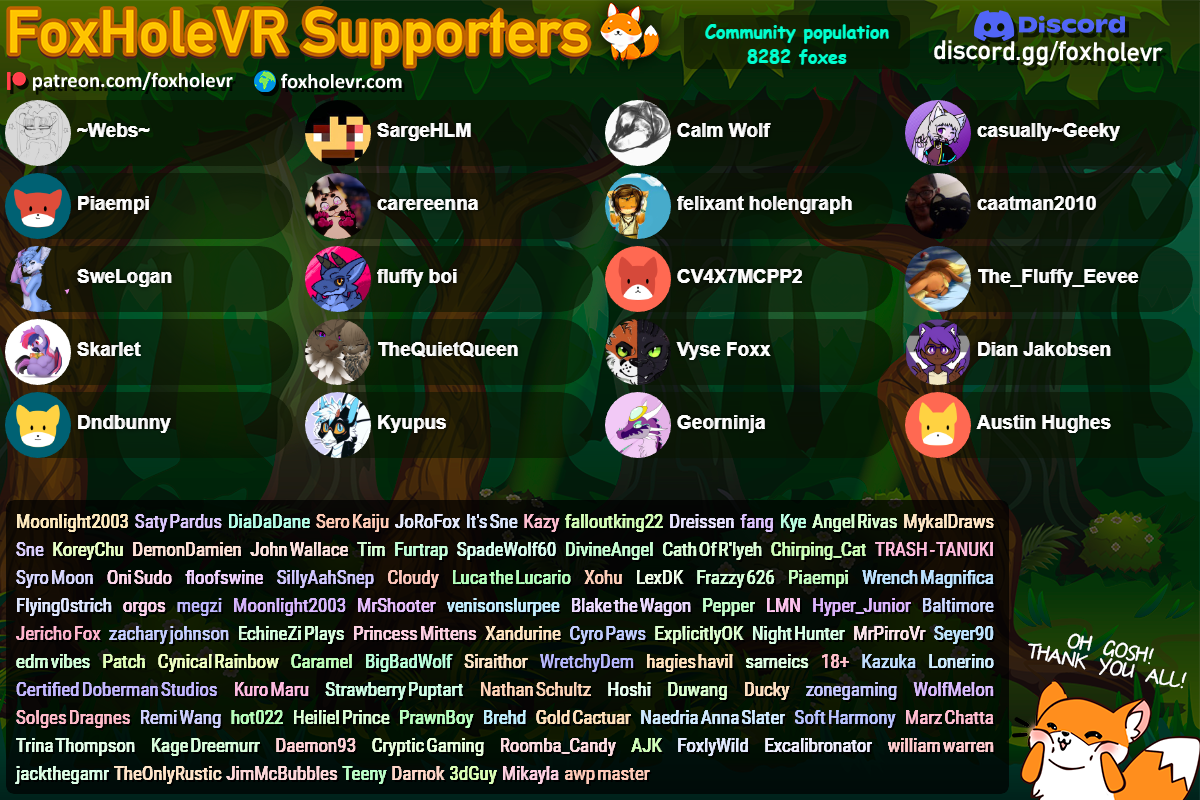 FoxHoleVR Supporters
Community population
8282 foxes
Discord
discord.gg/foxholevr
patreon.com/foxholevr
foxholevr.com
~Webs~
SargeHLM
Calm Wolf
casually~Geeky
Piaempi
carereenna
felixant holengraph
caatman2010
SweLogan
fluffy boi
CV4X7MCPP2
The_Fluffy_Eevee
Skarlet
TheQuietQueen
Vyse Foxx
Dian Jakobsen
Dndbunny
Kyupus
Georninja
Austin Hughes
Moonlight2003 Saty Pardus DiaDaDane Sero Kaiju JoRoFox It's Sne Kazy falloutking22 Dreissen fang Kye Angel Rivas MykalDraws
Sne KoreyChu DemonDamien John Wallace Tim Furtrap SpadeWolf60 DivineAngel Cath Of R'lyeh Chirping_Cat TRASH-TANUKI
Syro Moon Oni Sudo floofswine SillyAahSnep Cloudy Luca the Lucario Xohu LexDK Frazzy 626 Piaempi Wrench Magnifica
Flying0strich orgos megzi Moonlight2003 MrShooter venisonslurpee Blake the Wagon Pepper LMN Hyper_Junior Baltimore
Jericho Fox zachary johnson EchineZi Plays Princess Mittens Xandurine Cyro Paws ExplicitlyOK Night Hunter MrPirroVr Seyer90
edm vibes Patch Cynical Rainbow Caramel BigBadWolf Siraithor WretchyDem hagies havil sarneics 18+ Kazuka Lonerino
Certified Doberman Studios Kuro Maru Strawberry Puptart Nathan Schultz Hoshi Duwang Ducky zonegaming WolfMelon
Solges Dragnes Remi Wang hot022 Heiliel Prince PrawnBoy Brehd Gold Cactuar Naedria Anna Slater Soft Harmony Marz Chatta
Trina Thompson Kage Dreemurr Daemon93 Cryptic Gaming Roomba_Candy AJK FoxlyWild Excalibronator william warren
jackthegamr TheOnlyRustic JimMcBubbles Teeny Darnok 3dGuy Mikayla awp master
OH GOSH!
THANK YOU ALL!